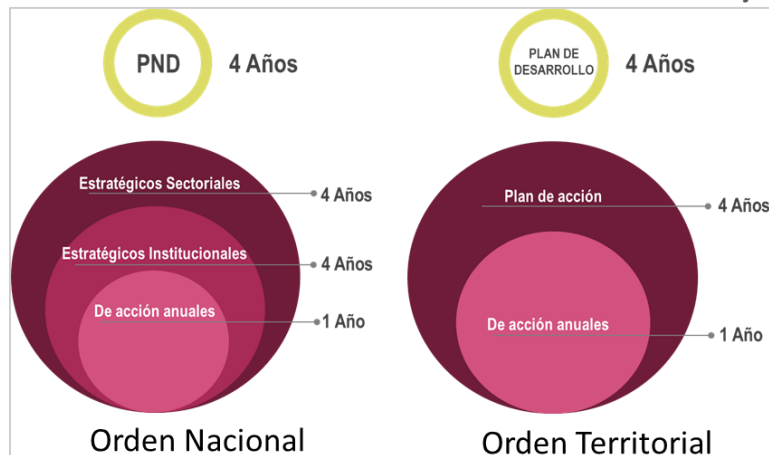 PND
4 Años
Estratégicos Sectoriales
4 Años
Estratégicos Institucionales
4 Años
De acción anuales
1 Año
Orden Nacional
PLAN DE
DESARROLLO
4 Años
Plan de acción
4 Años
De acción anuales
1 Año
Orden Territorial